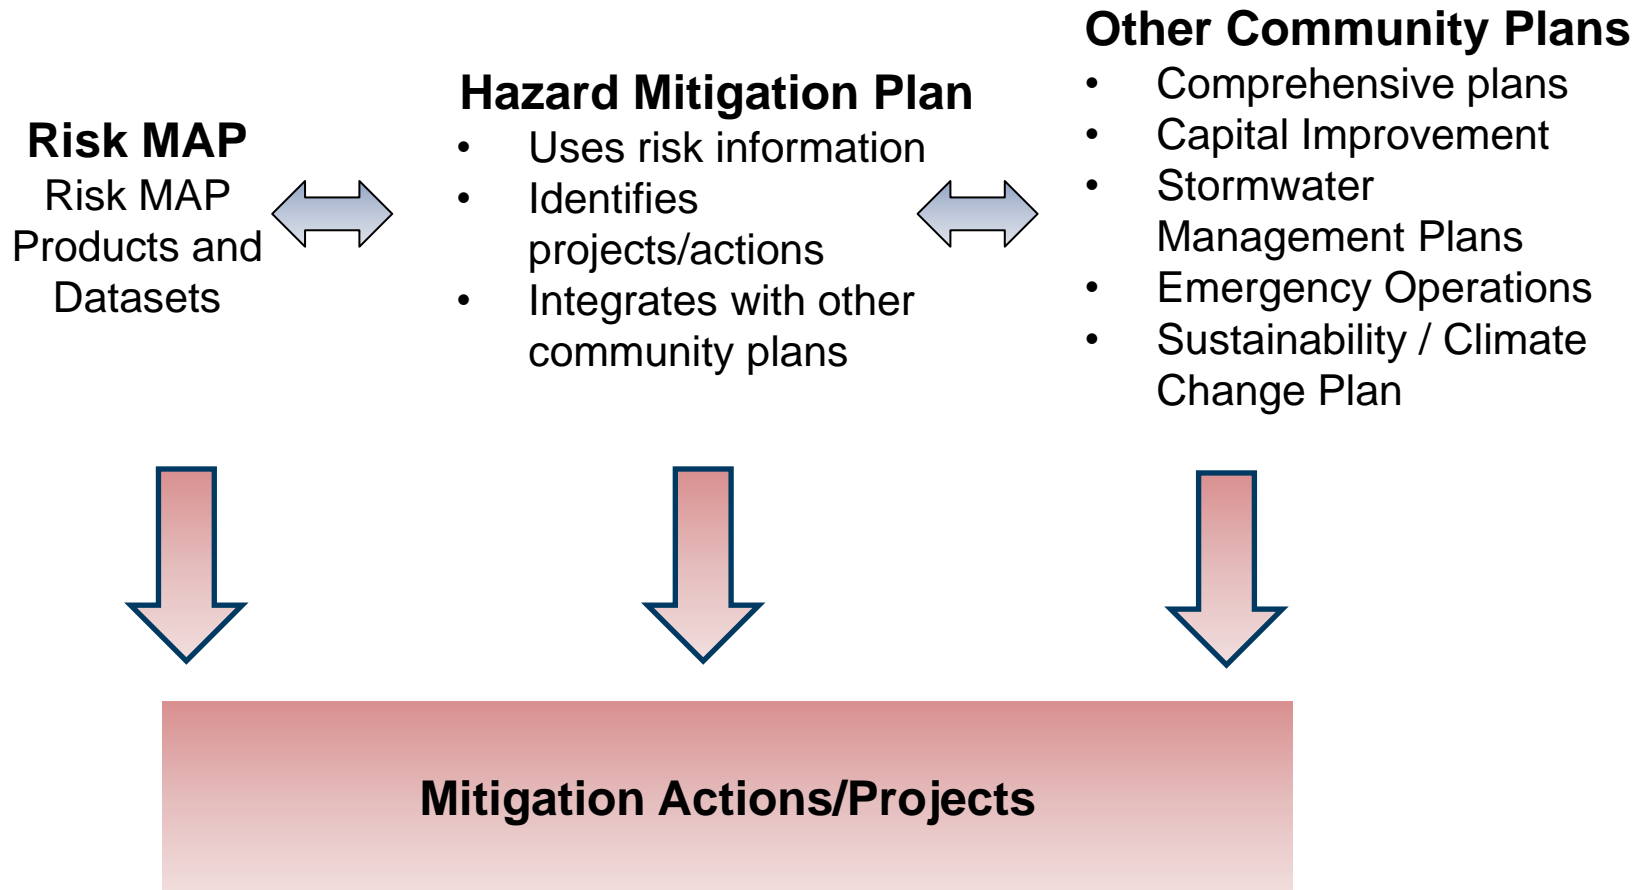 Risk MAP
Risk MAP
Products and
Datasets
Hazard Mitigation Plan
• Uses risk information
• Identifies
projects/actions
• Integrates with other
community plans
Other Community Plans
• Comprehensive plans
• Capital Improvement
• Stormwater
Management Plans
• Emergency Operations
• Sustainability / Climate
Change Plan
Mitigation Actions/Projects